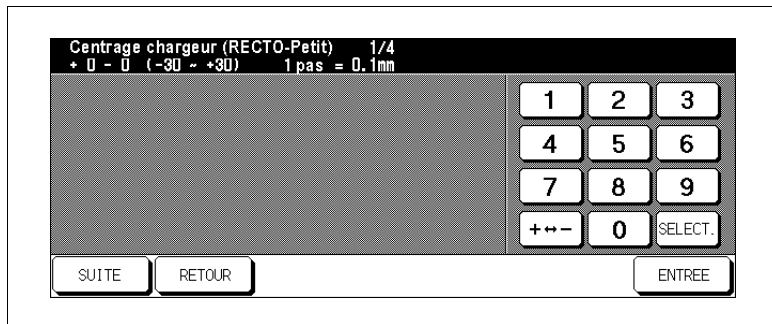 Centrage chargeur (RECTO-Petit) 1/4
+ 0 - 0 (-30 ~ +30) 1 pas = 0.1mm
1 2 3
4 5 6
7 8 9
+↔- 0 SELECT.
SUITE RETOUR ENTREE